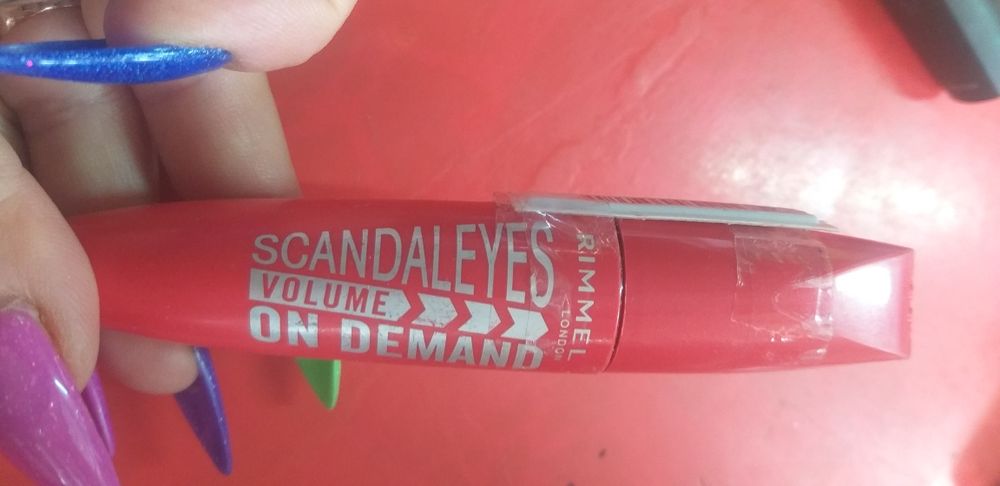 SCANDALEYES
VOLUME
ON DEMAND
RIMMEL
LONDON